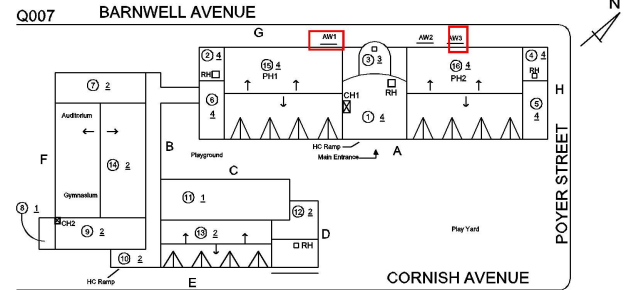 Q007 BARNWELL AVENUE N
G
AW1 AW2 AW3
2 4 15 4 3 3 16 4 4 4
RH PH1 PH2 RH
7 2 6 4 CH1 RH 5 4 H
1 4
Auditorium
HC Ramp
Main Entrance A
Playground
F B
14 2
C
Gymnasium
11 1
8 1 12 2
CH2
9 2 13 2 D
Play Yard
RH
10 2
HC Ramp E
CORNISH AVENUE
POYER STREET